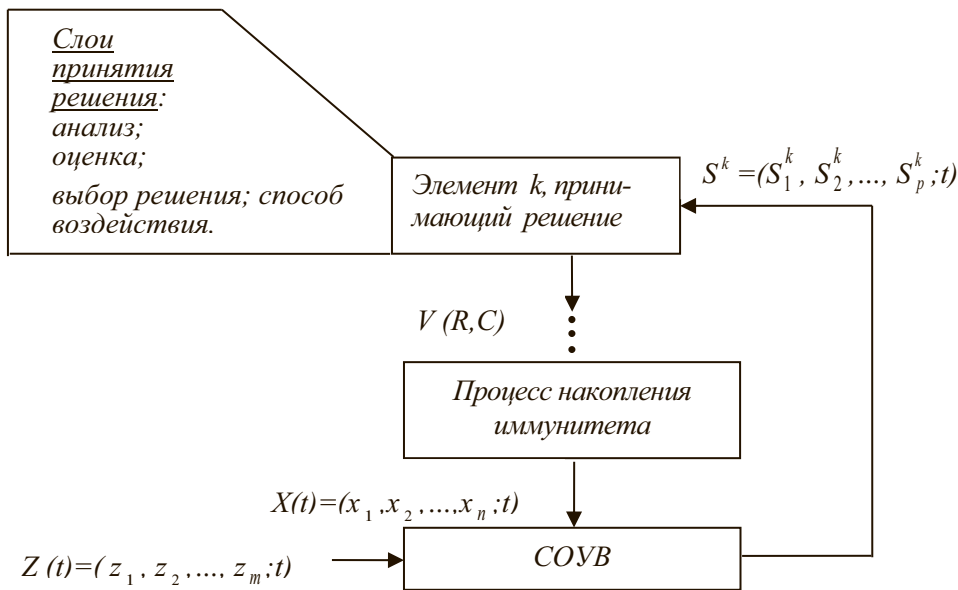 Слои
принятия
решения:
анализ;
оценка;
выбор решения; способ
воздействия.
Элемент k, прини-
мающий решение
S^k =(S_1^k, S_2^k,..., S_p^k;t)
V (R,C)
Процесс накопления
иммунитета
X(t)=(x_1,x_2,...,x_n;t)
Z (t)=( z_1, z_2,..., z_m;t)
СОУВ